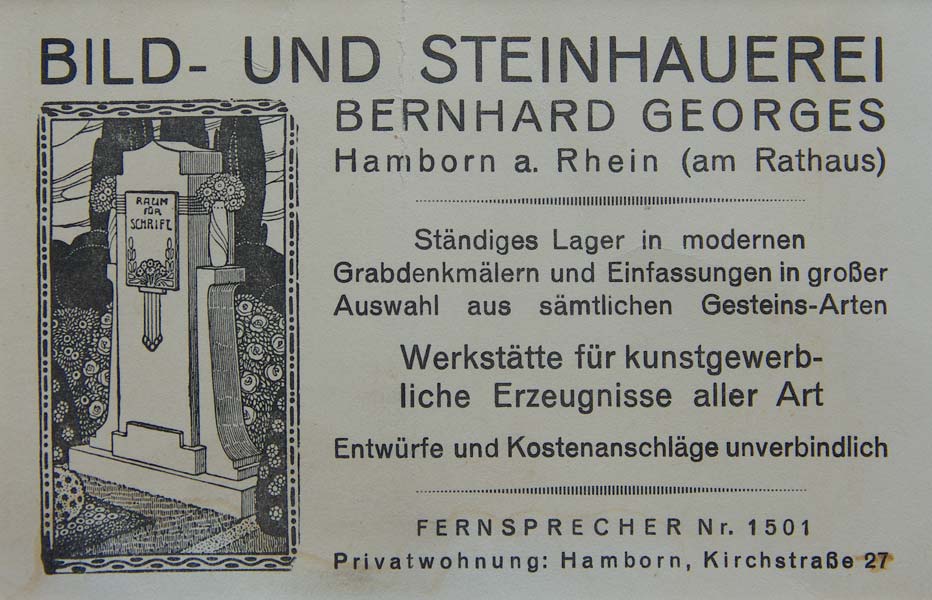 BILD- UND STEINHAUEREI
BERNHARD GEORGES
Hamborn a. Rhein (am Rathaus)
RAUM
FÜR
SCHRIFT
Ständiges Lager in modernen
Grabdenkmälern und Einfassungen in großer
Auswahl aus sämtlichen Gesteins-Arten
Werkstätte für kunstgewerb-
liche Erzeugnisse aller Art
Entwürfe und Kostenanschläge unverbindlich
FERNSPRECHER Nr. 1501
Privatwohnung: Hamborn, Kirchstraße 27